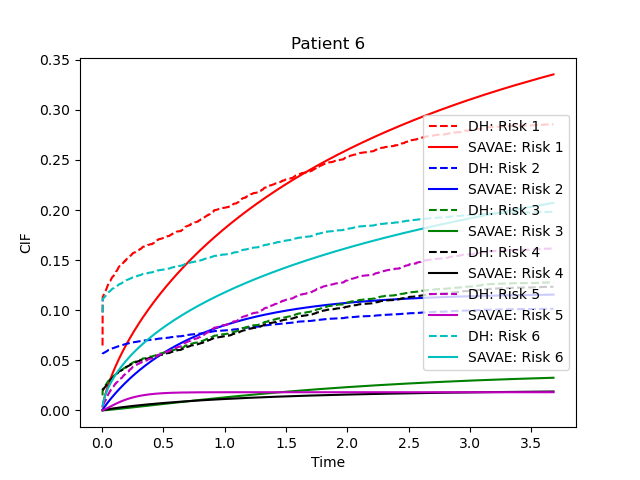 Patient 6
CIF
0.35
0.30
0.25
0.20
0.15
0.10
0.05
0.00
DH: Risk 1
SAVAE: Risk 1
DH: Risk 2
SAVAE: Risk 2
DH: Risk 3
SAVAE: Risk 3
DH: Risk 4
SAVAE: Risk 4
DH: Risk 5
SAVAE: Risk 5
DH: Risk 6
SAVAE: Risk 6
0.0 0.5 1.0 1.5 2.0 2.5 3.0 3.5
Time